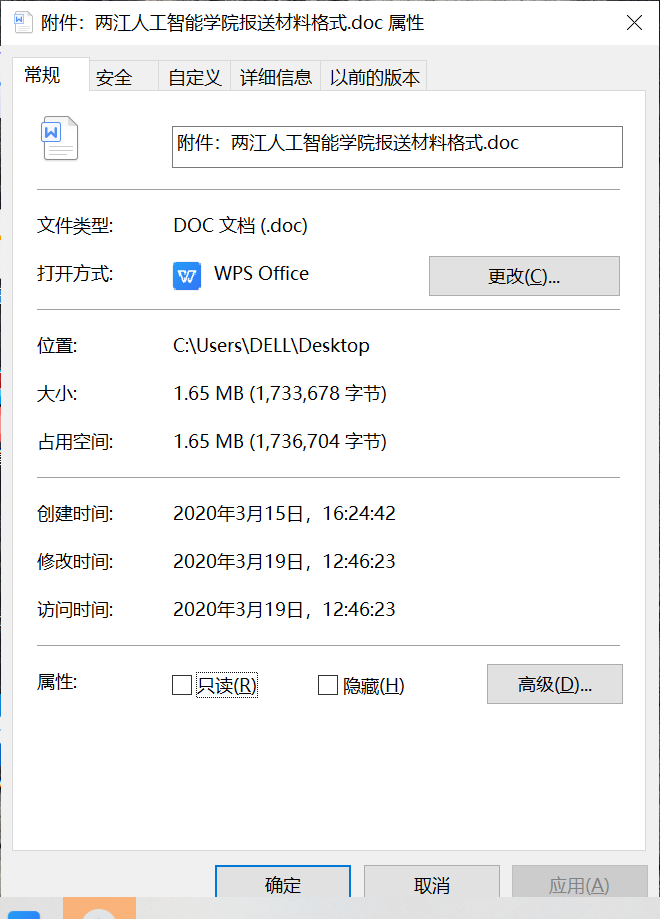 附件：两江人工智能学院报送材料格式.doc 属性
常规 安全 自定义 详细信息 以前的版本
附件：两江人工智能学院报送材料格式.doc
文件类型: DOC 文档 (.doc)
打开方式: WPS Office 更改(C)...
位置: C:\Users\DELL\Desktop
大小: 1.65 MB (1,733,678 字节)
占用空间: 1.65 MB (1,736,704 字节)
创建时间: 2020年3月15日，16:24:42
修改时间: 2020年3月19日，12:46:23
访问时间: 2020年3月19日，12:46:23
属性: 只读(R) 隐藏(H) 高级(D)...
确定 取消 应用(A)